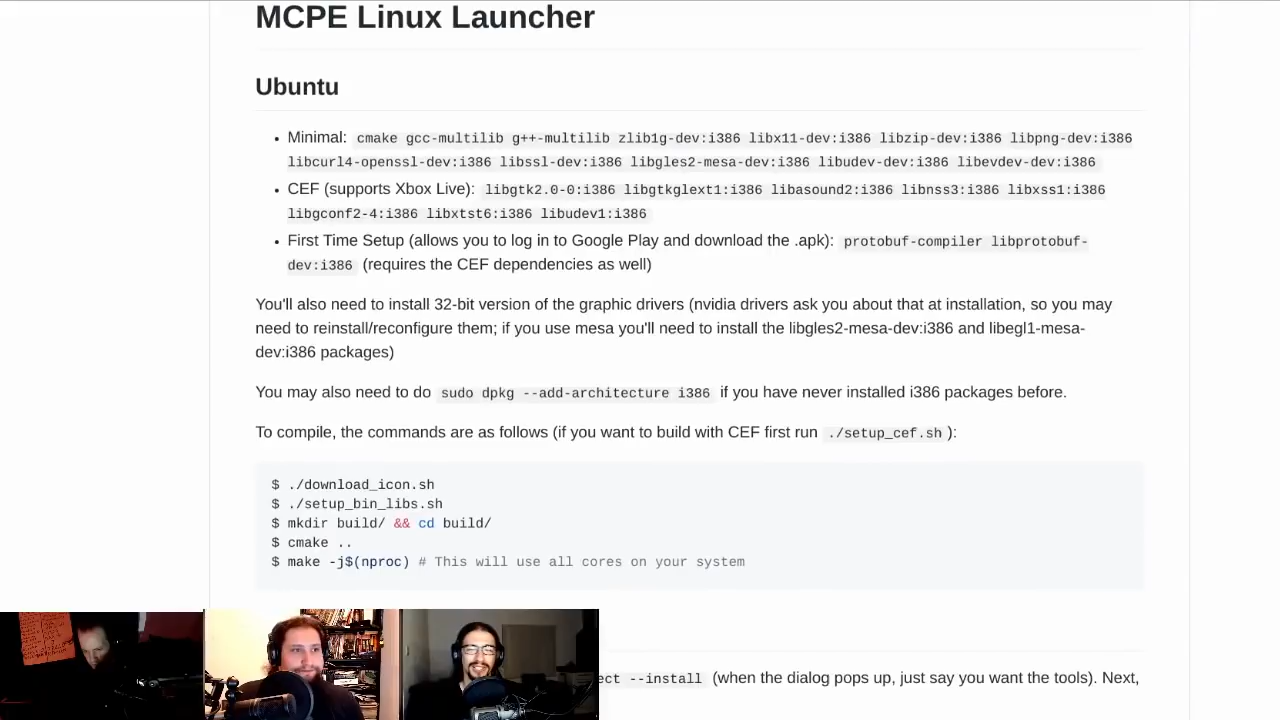 MCPE Linux Launcher
Ubuntu
• Minimal: cmake gcc-multilib g++-multilib zlib1g-dev:i386 libx11-dev:i386 libzip-dev:i386 libpng-dev:i386
libcurl4-openssl-dev:i386 libssl-dev:i386 libgles2-mesa-dev:i386 libudev-dev:i386 libevdev-dev:i386
• CEF (supports Xbox Live): libgtk2.0-0:i386 libgtkglext1:i386 libasound2:i386 libnss3:i386 libxss1:i386
libgconf2-4:i386 libxtst6:i386 libudev1:i386
• First Time Setup (allows you to log in to Google Play and download the .apk): protobuf-compiler libprotobuf-
dev:i386 (requires the CEF dependencies as well)
You'll also need to install 32-bit version of the graphic drivers (nvidia drivers ask you about that at installation, so you may
need to reinstall/reconfigure them; if you use mesa you'll need to install the libgles2-mesa-dev:i386 and libegl1-mesa-
dev:i386 packages)
You may also need to do sudo dpkg --add-architecture i386 if you have never installed i386 packages before.
To compile, the commands are as follows (if you want to build with CEF first run ./setup_cef.sh ):
$ ./download_icon.sh
$ ./setup_bin_libs.sh
$ mkdir build/ && cd build/
$ cmake ..
$ make -j$(nproc) # This will use all cores on your system
ect --install (when the dialog pops up, just say you want the tools). Next,